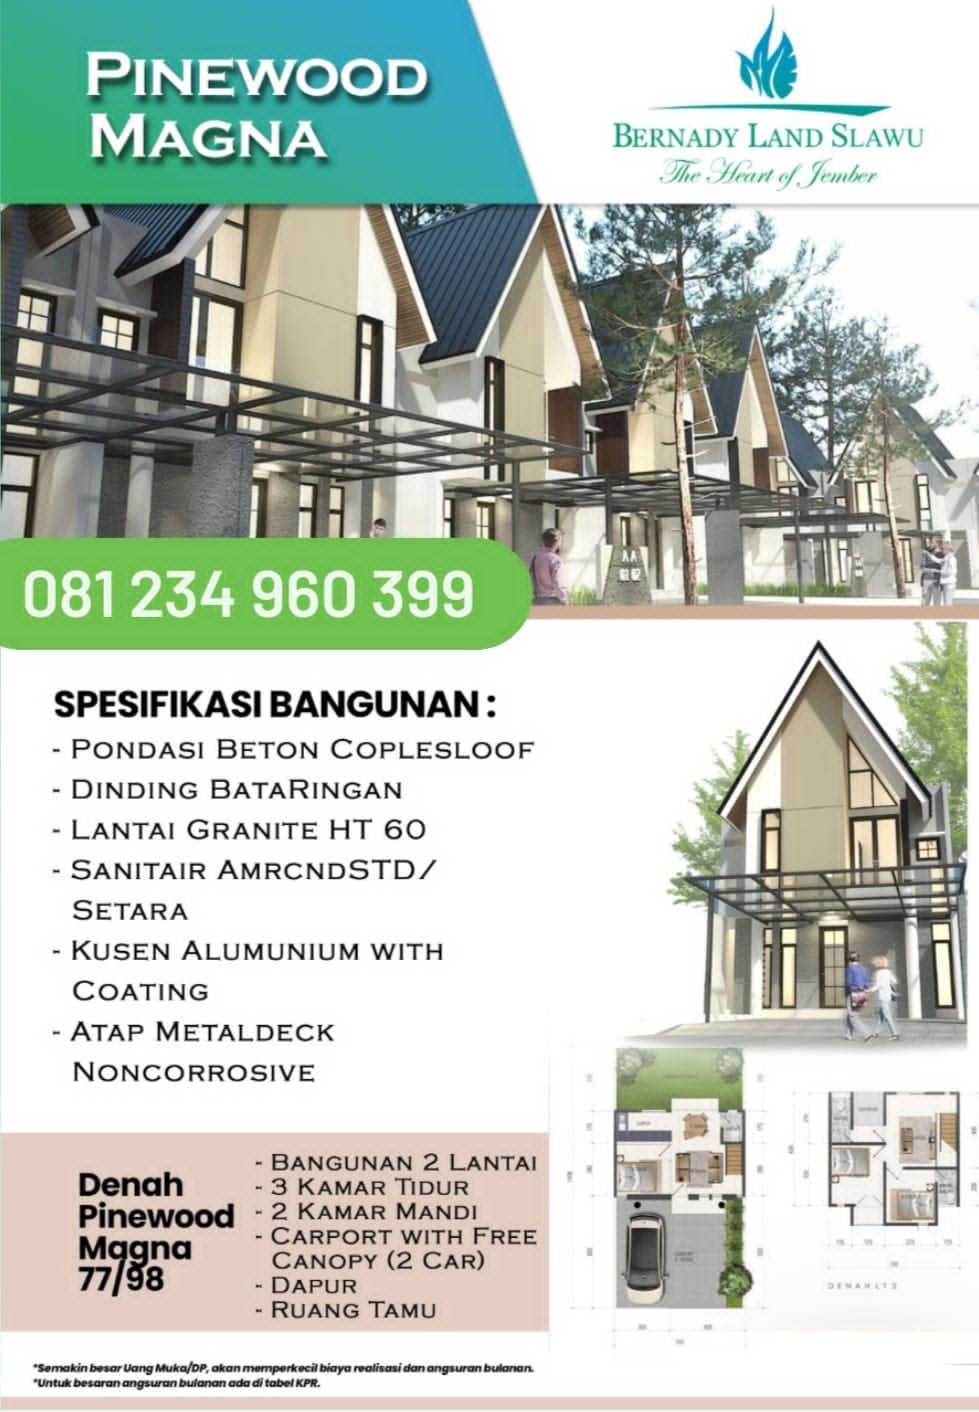 PINEWOOD
MAGNA
BERNADY LAND SLAWU
The Heart of Jember
081 234 960 399
SPESIFIKASI BANGUNAN :
- PONDASI BETON COPLESLOOF
- DINDING BATARINGAN
- LANTAI GRANITE HT 60
- SANITAIR AMRCNDSTD/
SETARA
- KUSEN ALUMUNIUM WITH
COATING
- ATAP METALDECK
NONCORROSIVE
Denah
Pinewood
Magna
77/98
- BANGUNAN 2 LANTAI
- 3 KAMAR TIDUR
- 2 KAMAR MANDI
- CARPORT WITH FREE
CANOPY (2 CAR)
- DAPUR
- RUANG TAMU
DENAH LT 2
*Semakin besar Uang Muka/DP, akan memperkecil biaya realisasi dan angsuran bulanan.
*Untuk besaran angsuran bulanan ada di tabel KPR.